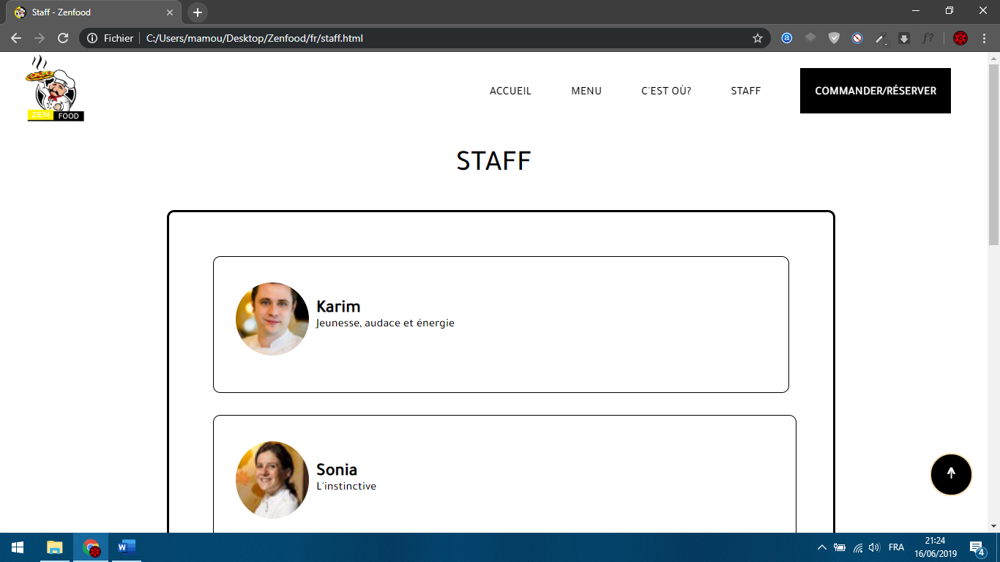 Staff - Zenfood
Fichier C:/Users/mamou/Desktop/Zenfood/fr/staff.html
ZEN FOOD
ACCUEIL MENU C'EST OÙ? STAFF COMMANDER/RÉSERVER
STAFF
Karim
Jeunesse, audace et énergie
Sonia
L'instinctive
FRA
21:24
16/06/2019
4